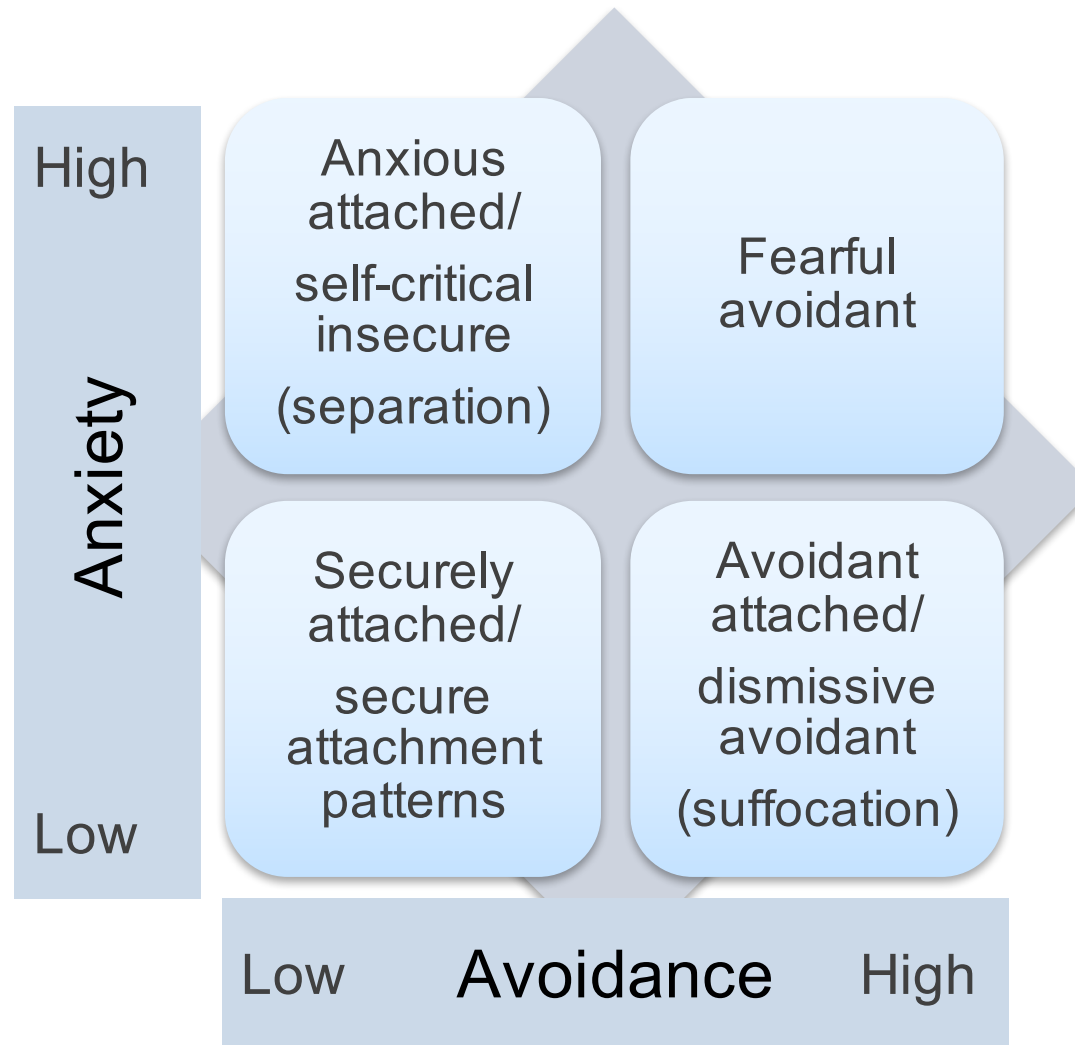 High
Anxiety
Low
Anxious
attached/
self-critical
insecure
(separation)
Fearful
avoidant
Securely
attached/
secure
attachment
patterns
Avoidant
attached/
dismissive
avoidant
(suffocation)
Low
Avoidance
High